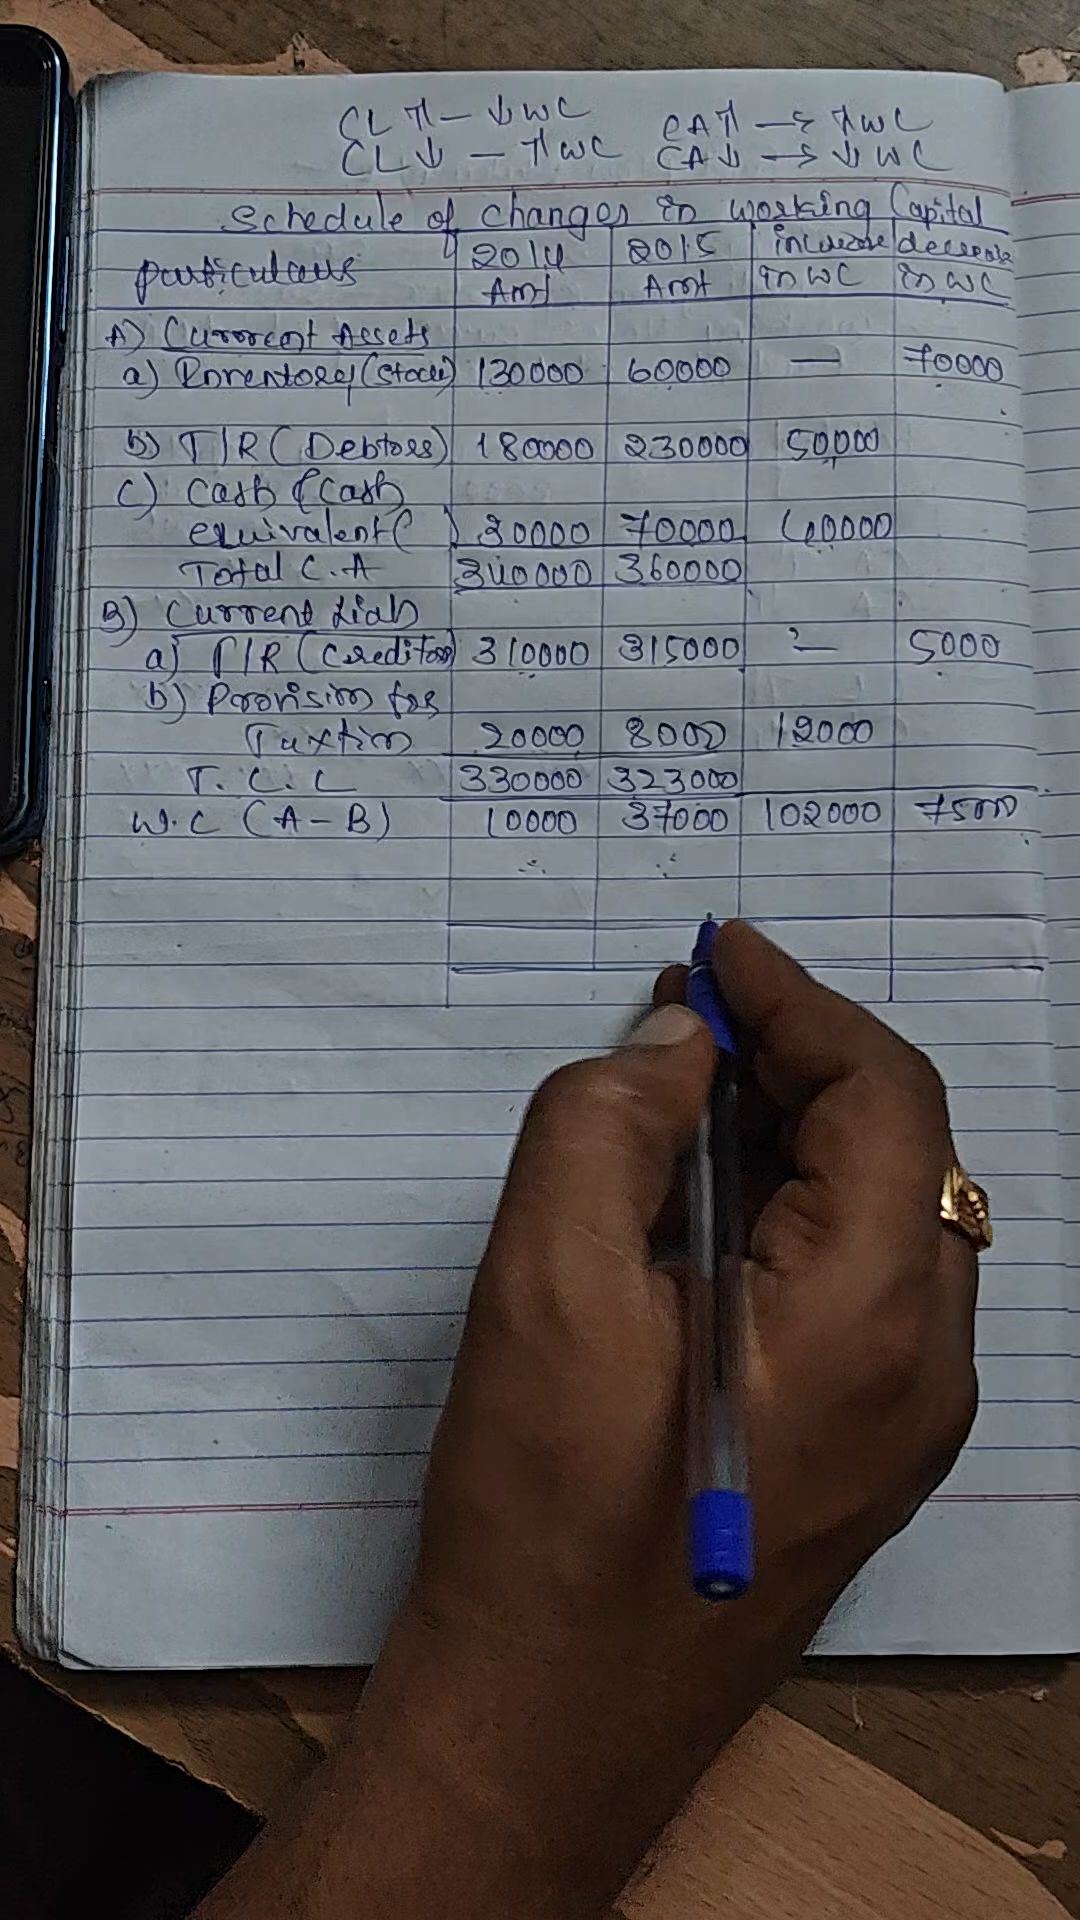 CL ↑ – ↓ WC CA↑ → ↑ WC
CL ↓ – ↑ WC CA↓ → ↓ WC
Schedule of changes in working Capital
particulars 2014 Amt 2015 Amt increase in WC decrease in WC
A) Current Assets
a) Inventory (Stock) 130000 60000 — 70000
b) T/R (Debtors) 180000 230000 50000
c) Cash & Cash
equivalent ( ) 30000 70000 40000
Total C.A 340000 360000
B) Current Liab
a) T/R (Creditors) 310000 315000 — 5000
b) Provision for
Taxtion 20000 8000 12000
T. C. L 330000 323000
W.C (A - B) 10000 37000 102000 75000